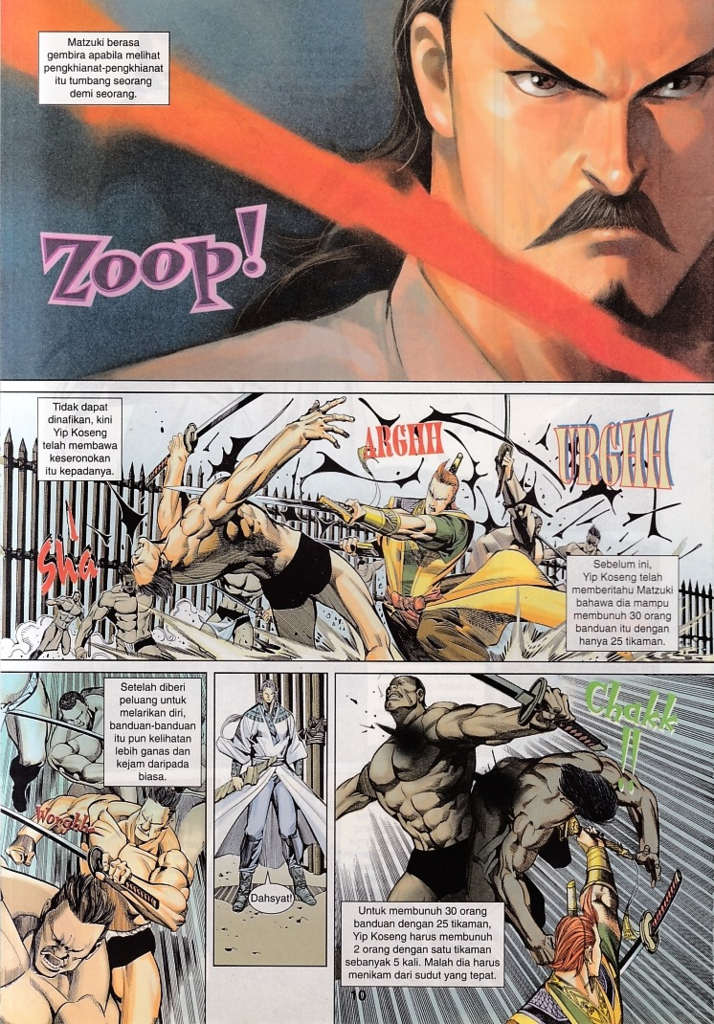 Matzuki berasa
gembira apabila melihat
pengkhianat-pengkhianat
itu tumbang seorang
demi seorang.
Zoop!
Tidak dapat
dinafikan, kini
Yip Koseng
telah membawa
keseronokan
itu kepadanya.
ARGHH
URGHH
Sha!
Sebelum ini,
Yip Koseng telah
memberitahu Matzuki
bahawa dia mampu
membunuh 30 orang
banduan itu dengan
hanya 25 tikaman.
Setelah diberi
peluang untuk
melarikan diri,
banduan-banduan
itu pun kelihatan
lebih ganas dan
kejam daripada
biasa.
Worghh
Dahsyat!
Chakk
!!
Untuk membunuh 30 orang
banduan dengan 25 tikaman,
Yip Koseng harus membunuh
2 orang dengan satu tikaman
sebanyak 5 kali. Malah dia harus
menikam dari sudut yang tepat.
10